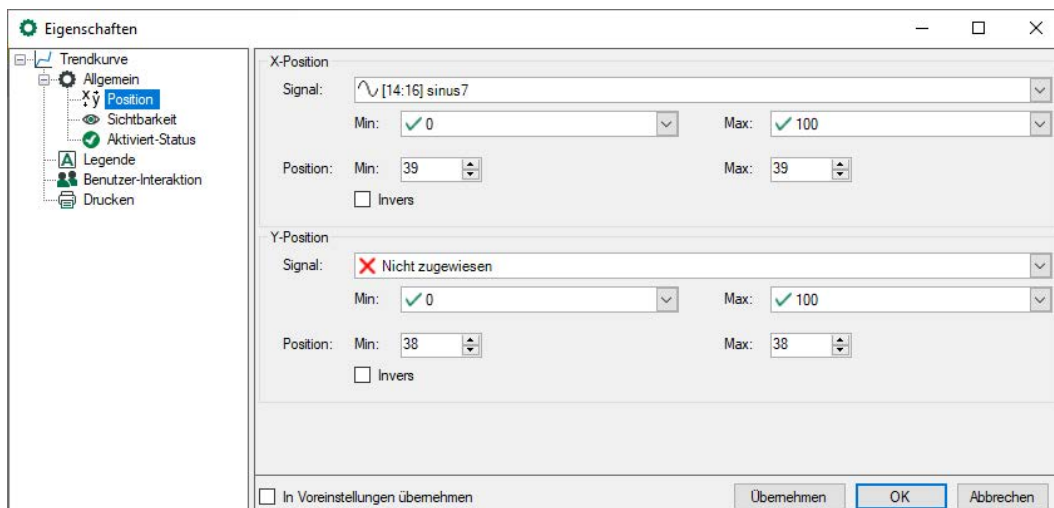 Eigenschaften
Trendkurve
Allgemein
Position
Sichtbarkeit
Aktiviert-Status
Legende
Benutzer-Interaktion
Drucken
X-Position
Signal: [14:16] sinus7
Min: 0 Max: 100
Position: Min: 39 Max: 39
Invers
Y-Position
Signal: Nicht zugewiesen
Min: 0 Max: 100
Position: Min: 38 Max: 38
Invers
In Voreinstellungen übernehmen Übernehmen OK Abbrechen